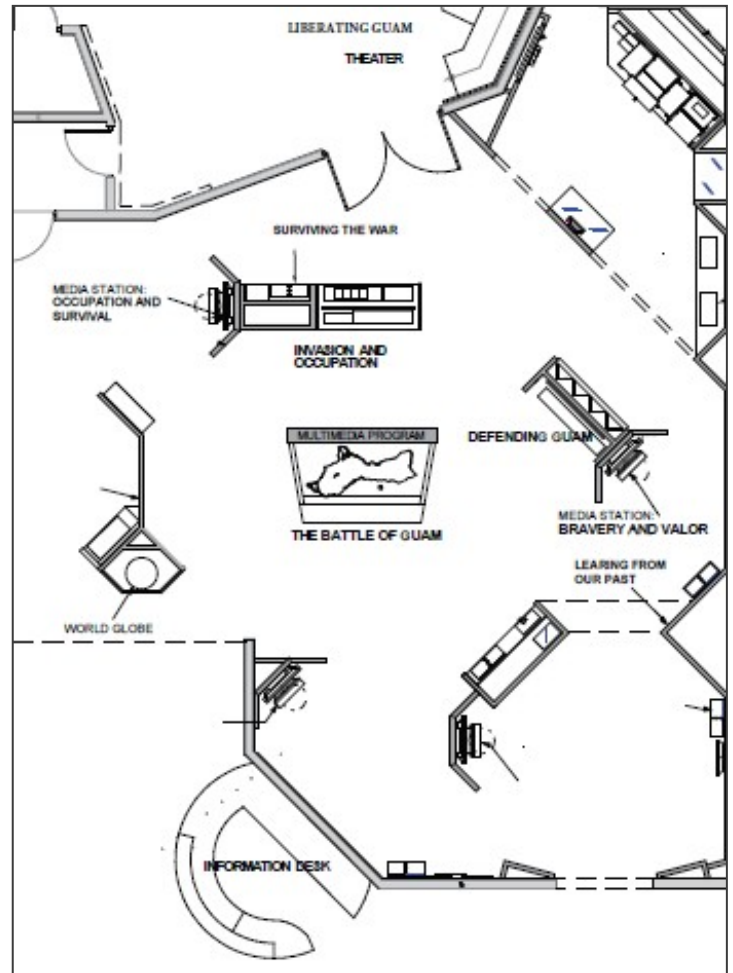 LIBERATING GUAM
THEATER
SURVIVING THE WAR
MEDIA STATION:
OCCUPATION AND
SURVIVAL
INVASION AND
OCCUPATION
MULTIMEDIA PROGRAM
DEFENDING GUAM
THE BATTLE OF GUAM
MEDIA STATION:
BRAVERY AND VALOR
LEARING FROM
OUR PAST
WORLD GLOBE
INFORMATION DESK